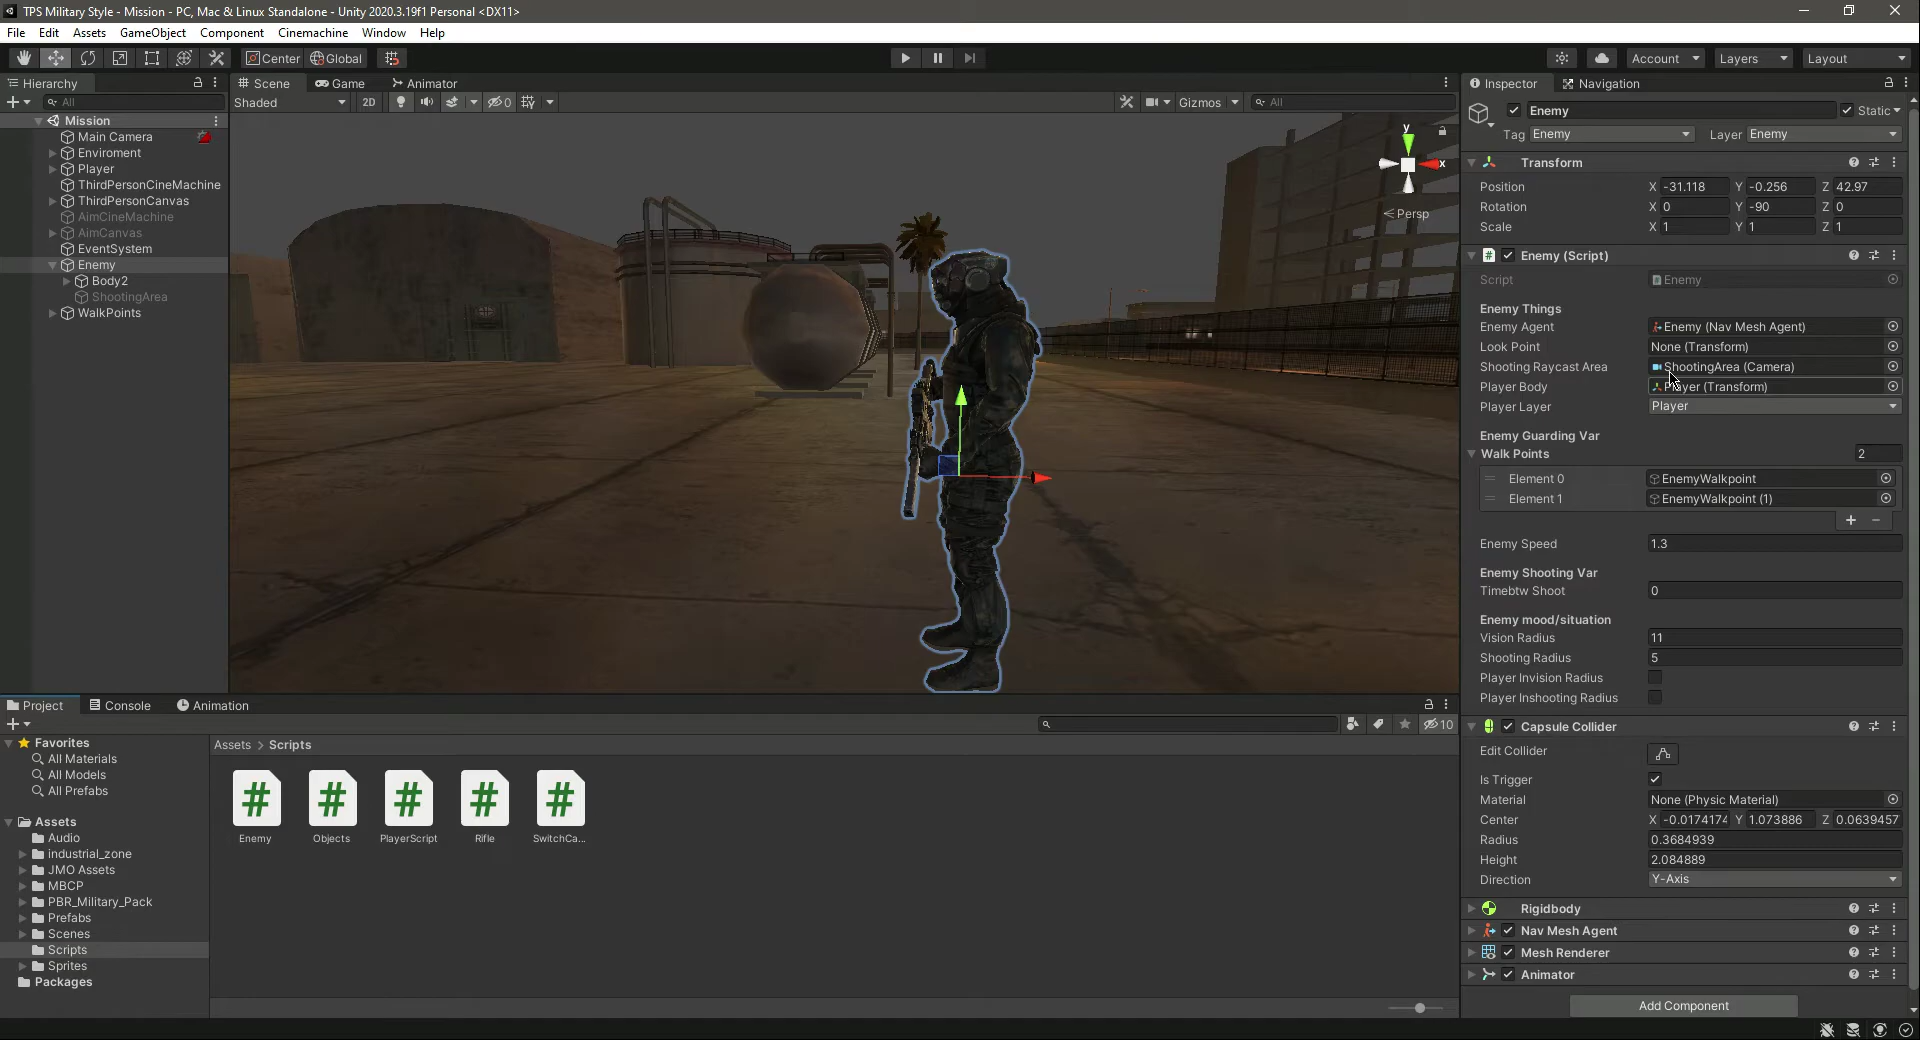 TPS Military Style - Mission - PC, Mac & Linux Standalone - Unity 2020.3.19f1 Personal <DX11>
File Edit Assets GameObject Component Cinemachine Window Help
Center Global Account Layers Layout
Hierarchy
All
Mission
Main Camera
Enviroment
Player
ThirdPersonCineMachine
ThirdPersonCanvas
AimCineMachine
AimCanvas
EventSystem
Enemy
Body2
ShootingArea
WalkPoints
Scene Game Animator
Shaded 2D 0 Gizmos All
y
x
Persp
Inspector Navigation
Enemy Static
Tag Enemy Layer Enemy
Transform
Position X -31.118 Y -0.256 Z 42.97
Rotation X 0 Y -90 Z 0
Scale X 1 Y 1 Z 1
Enemy (Script)
Script Enemy
Enemy Things
Enemy Agent Enemy (Nav Mesh Agent)
Look Point None (Transform)
Shooting Raycast Area ShootingArea (Camera)
Player Body Player (Transform)
Player Layer Player
Enemy Guarding Var
Walk Points 2
Element 0 EnemyWalkpoint
Element 1 EnemyWalkpoint (1)
Enemy Speed 1.3
Enemy Shooting Var
Timebtw Shoot 0
Enemy mood/situation
Vision Radius 11
Shooting Radius 5
Player Invision Radius
Player Inshooting Radius
Capsule Collider
Edit Collider
Is Trigger
Material None (Physic Material)
Center X -0.0174174 Y 1.073886 Z 0.0639457
Radius 0.3684939
Height 2.084889
Direction Y-Axis
Rigidbody
Nav Mesh Agent
Mesh Renderer
Animator
Add Component
Project Console Animation
10
Favorites
All Materials
All Models
All Prefabs
Assets
Audio
industrial_zone
JMO Assets
MBCP
PBR_Military_Pack
Prefabs
Scenes
Scripts
Sprites
Packages
Assets > Scripts
Enemy Objects PlayerScript Rifle SwitchCa...